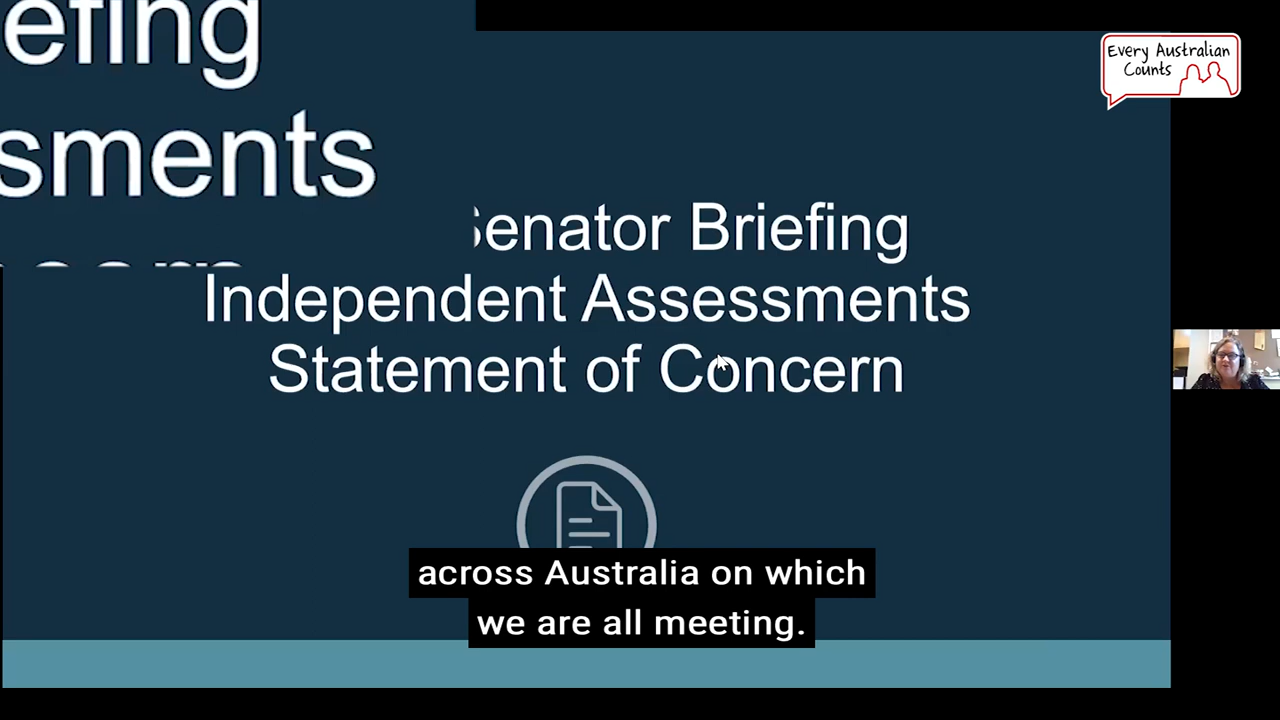 efing
sments
Every Australian
Counts
Senator Briefing
Independent Assessments
Statement of Concern
across Australia on which
we are all meeting.